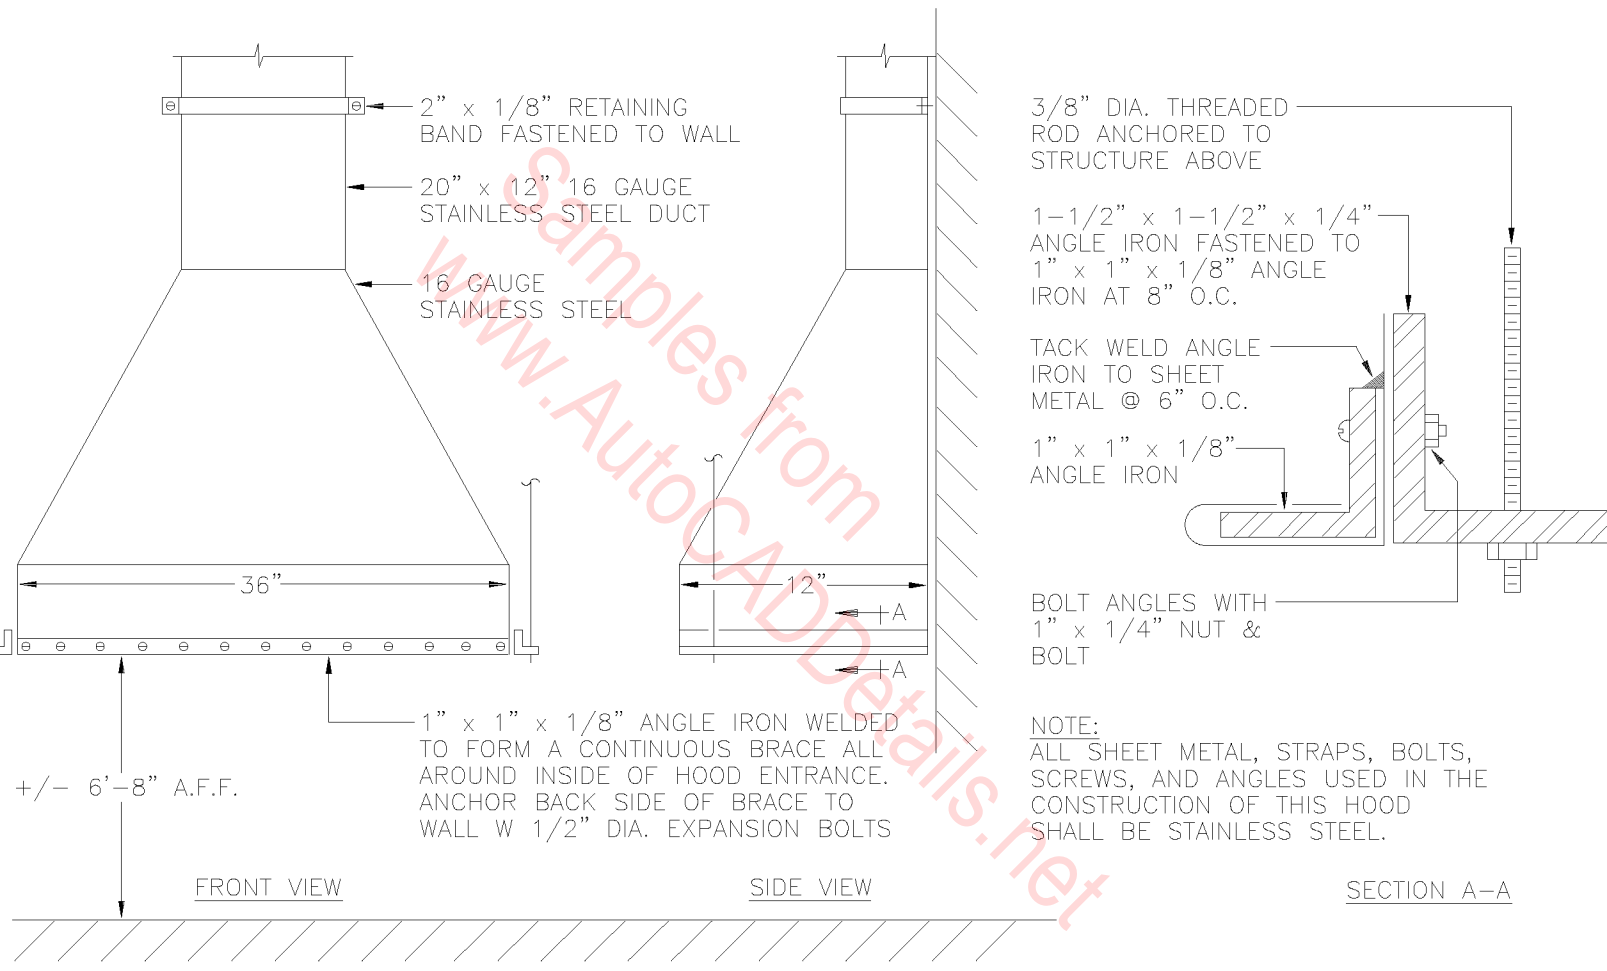 2” x 1/8” RETAINING
BAND FASTENED TO WALL
20” x 12” 16 GAUGE
STAINLESS STEEL DUCT
16 GAUGE
STAINLESS STEEL
36”
+/− 6’−8” A.F.F.
1” x 1” x 1/8” ANGLE IRON WELDED
TO FORM A CONTINUOUS BRACE ALL
AROUND INSIDE OF HOOD ENTRANCE.
ANCHOR BACK SIDE OF BRACE TO
WALL W 1/2” DIA. EXPANSION BOLTS
FRONT VIEW
12”
A
A
SIDE VIEW
3/8” DIA. THREADED
ROD ANCHORED TO
STRUCTURE ABOVE
1−1/2” x 1−1/2” x 1/4”
ANGLE IRON FASTENED TO
1” x 1” x 1/8” ANGLE
IRON AT 8” O.C.
TACK WELD ANGLE
IRON TO SHEET
METAL @ 6” O.C.
1” x 1” x 1/8”
ANGLE IRON
BOLT ANGLES WITH
1” x 1/4” NUT &
BOLT
NOTE:
ALL SHEET METAL, STRAPS, BOLTS,
SCREWS, AND ANGLES USED IN THE
CONSTRUCTION OF THIS HOOD
SHALL BE STAINLESS STEEL.
SECTION A−A
Samples from
www.AutoCADDetails.net